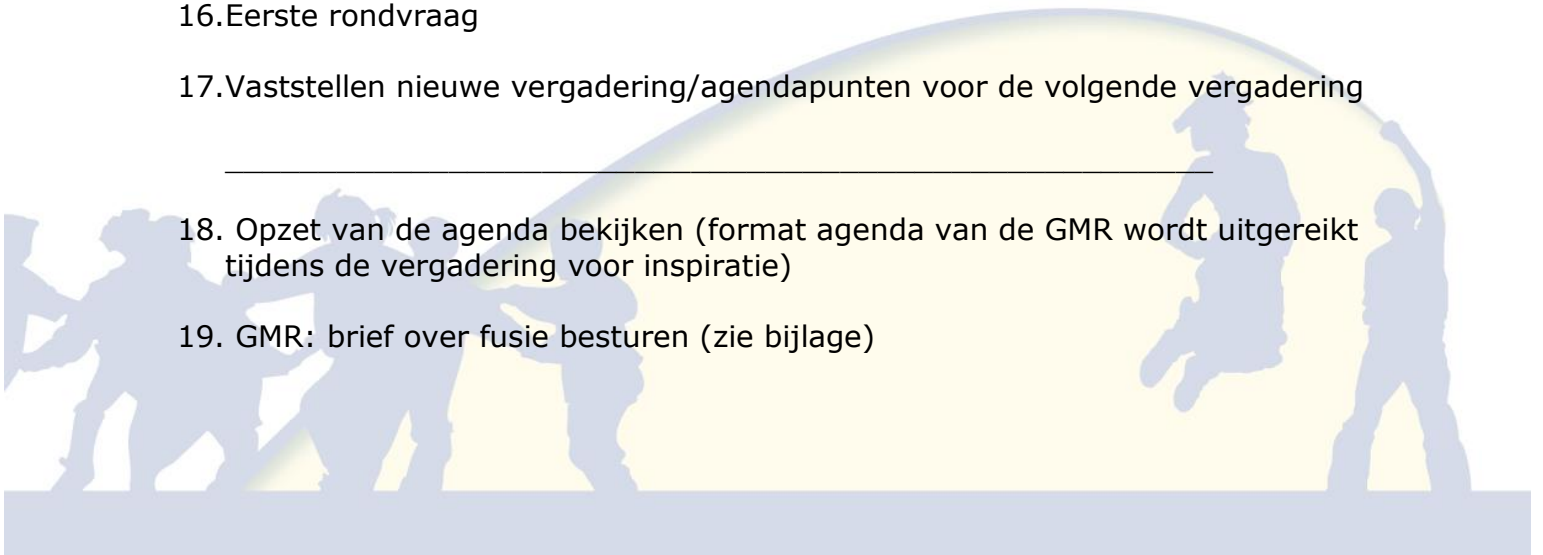 16.Eerste rondvraag
17.Vaststellen nieuwe vergadering/agendapunten voor de volgende vergadering
18. Opzet van de agenda bekijken (format agenda van de GMR wordt uitgereikt
tijdens de vergadering voor inspiratie)
19. GMR: brief over fusie besturen (zie bijlage)